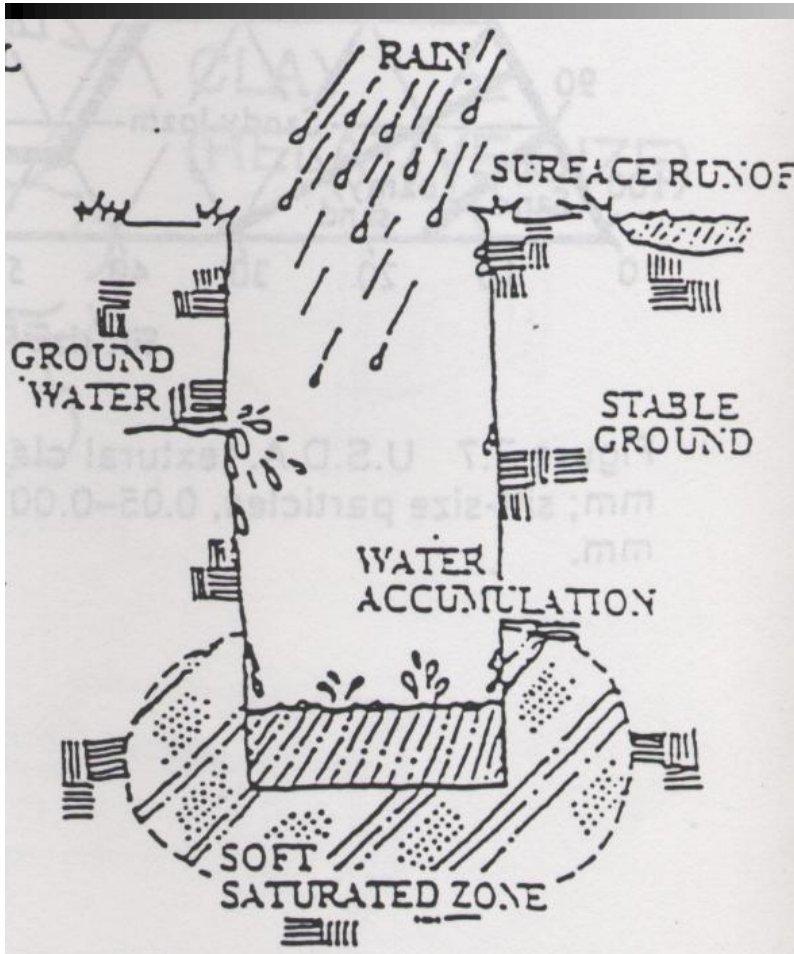 RAIN
SURFACE RUNOF
GROUND
WATER
STABLE
GROUND
WATER
ACCUMULATION
SOFT
SATURATED ZONE